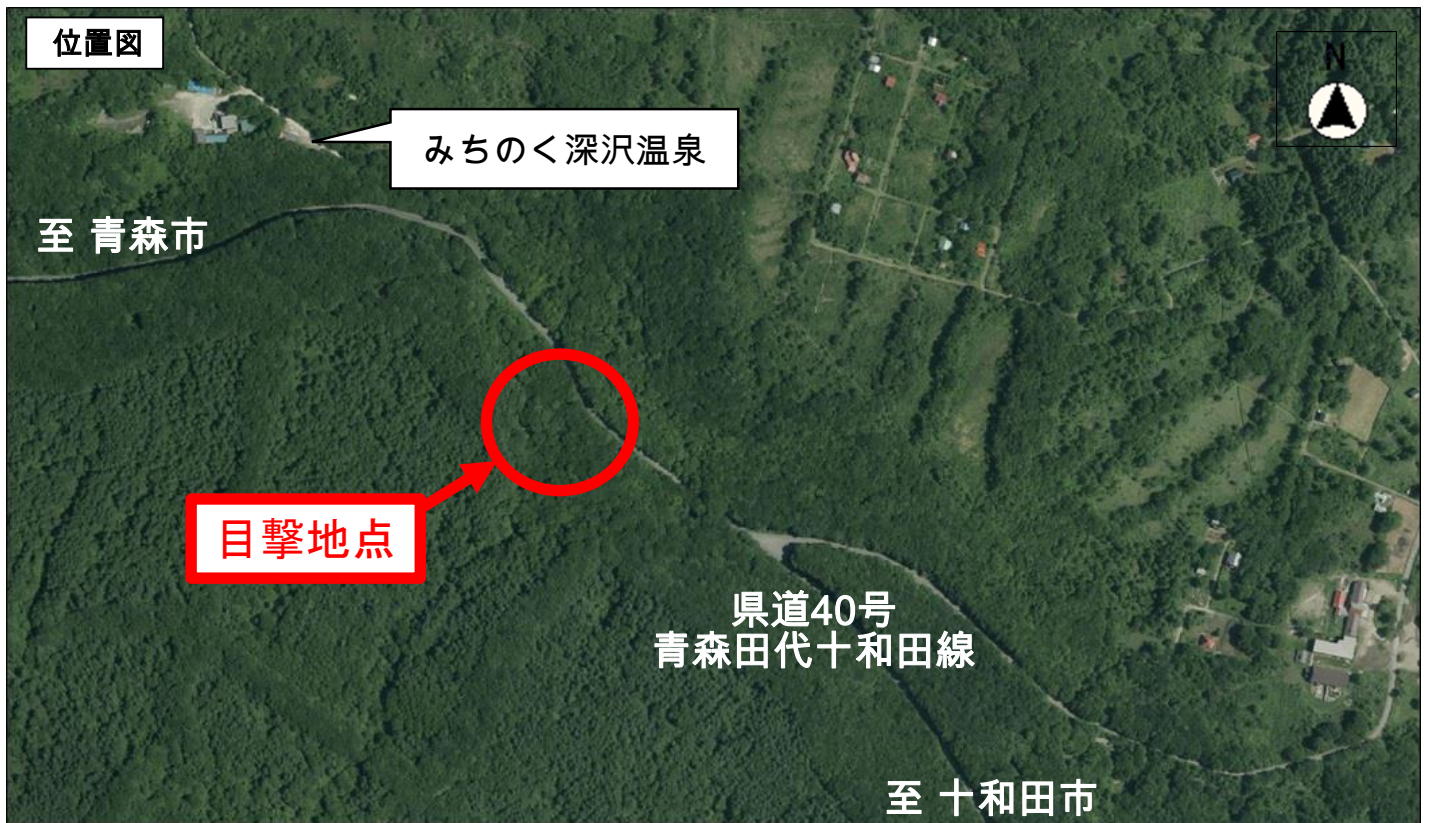 位置図
N
みちのく深沢温泉
至 青森市
目撃地点
県道40号
青森田代十和田線
至 十和田市